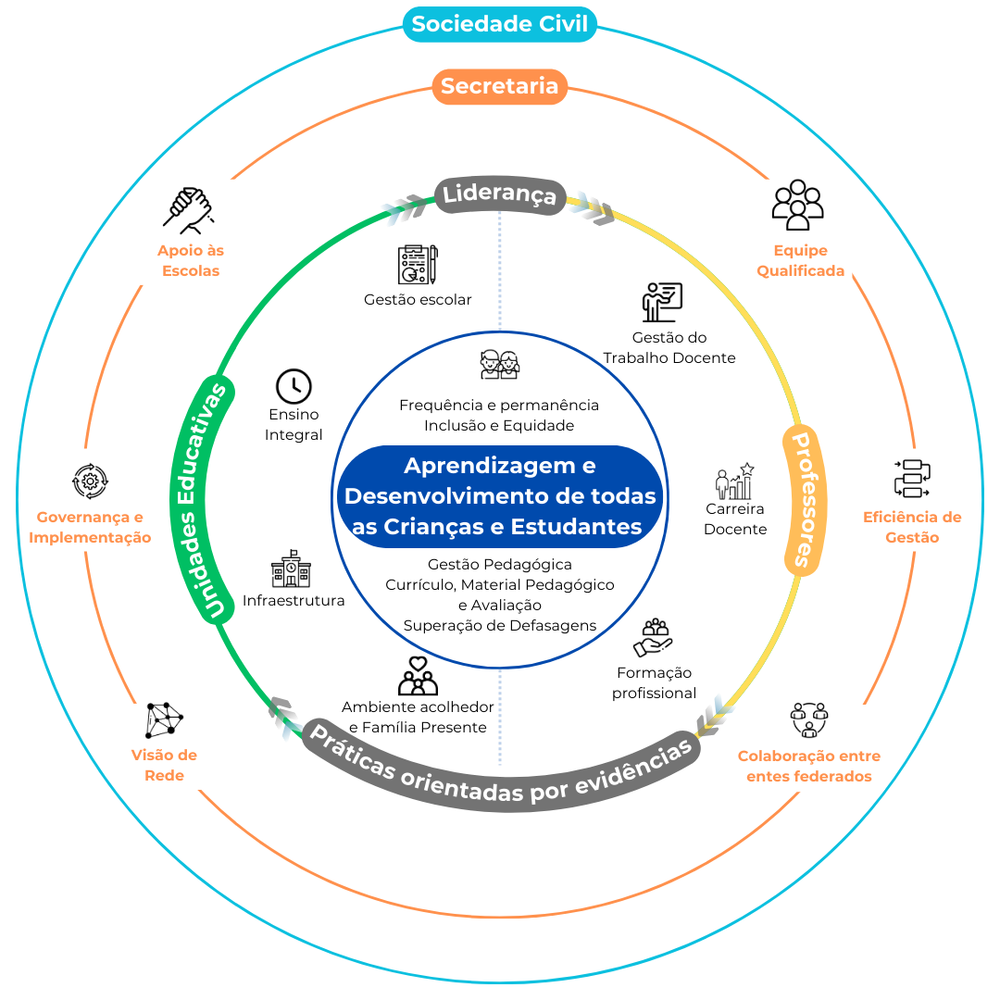 Sociedade Civil
Secretaria
Liderança
Apoio às
Escolas
Equipe
Qualificada
Gestão escolar
Gestão do
Trabalho Docente
Ensino
Integral
Frequência e permanência
Inclusão e Equidade
Unidades Educativas
Aprendizagem e
Desenvolvimento de todas
as Crianças e Estudantes
Professores
Carreira
Docente
Governança e
Implementação
Eficiência de
Gestão
Gestão Pedagógica
Currículo, Material Pedagógico
e Avaliação
Superação de Defasagens
Infraestrutura
Formação
profissional
Ambiente acolhedor
e Família Presente
Visão de
Rede
Práticas orientadas por evidências
Colaboração entre
entes federados